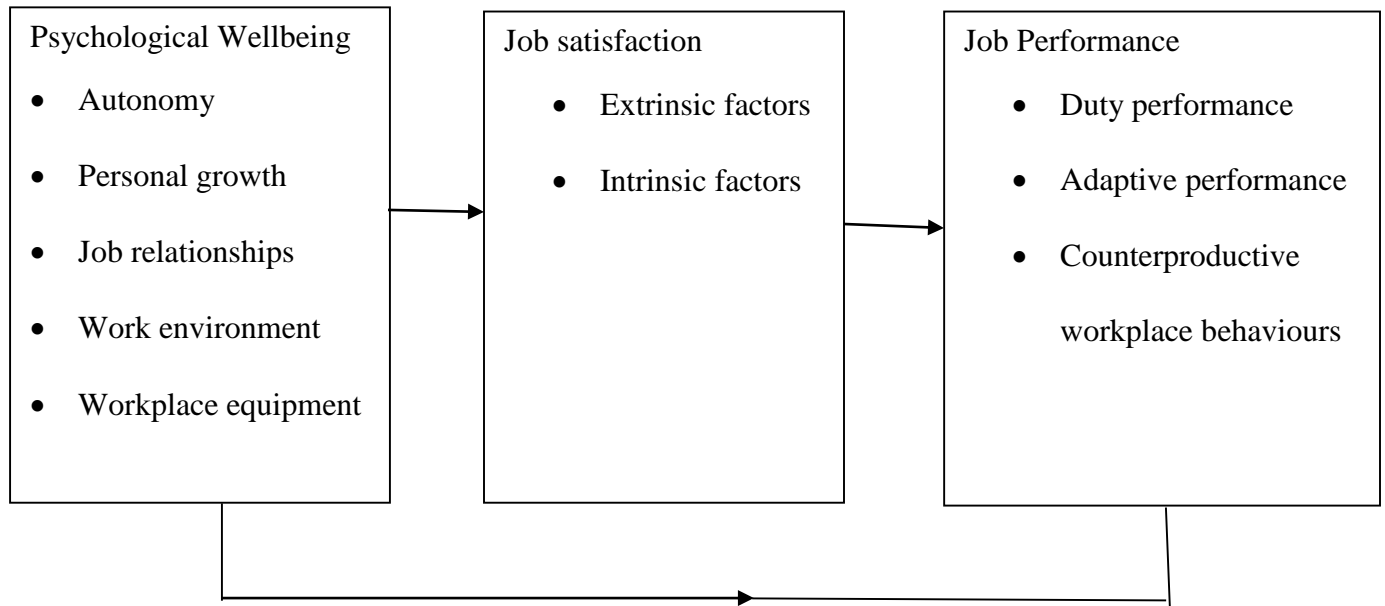 Psychological Wellbeing
• Autonomy
• Personal growth
• Job relationships
• Work environment
• Workplace equipment
Job satisfaction
• Extrinsic factors
• Intrinsic factors
Job Performance
• Duty performance
• Adaptive performance
• Counterproductive
workplace behaviours